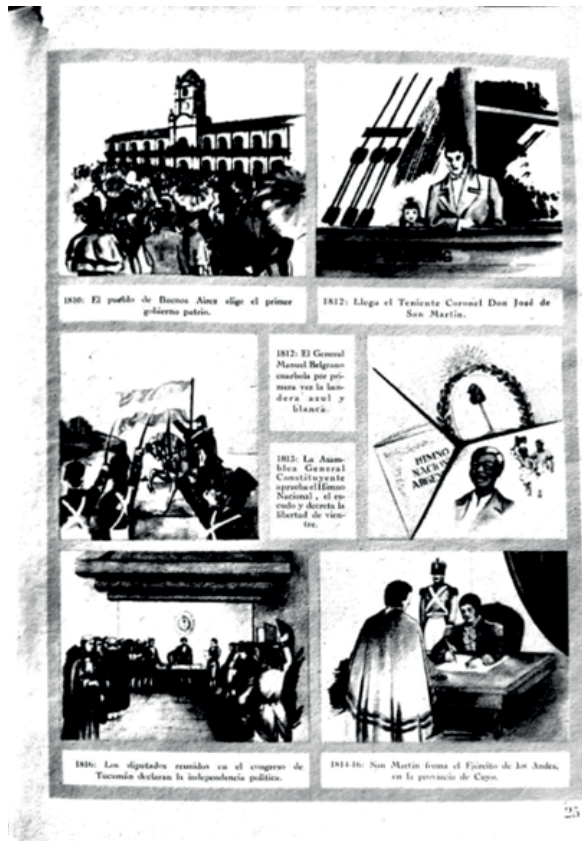 1810: El pueblo de Buenos Aires elige el primer
gobierno patrio.
1812: Llega el Teniente Coronel Don José de
San Martín.
1812: El General
Manuel Belgrano
enarbola por pri-
mera vez la ban-
dera azul y
blanca.
1813: La Asam-
blea General
Constituyente
aprueba el Himno
Nacional, el es-
cudo y decreta la
libertad de vien-
tre.
HIMNO
NACIONAL
ARGEN
1816: Los diputados reunidos en el congreso de
Tucumán declaran la independencia política.
1814-16: San Martín forma el Ejército de los Andes,
en la provincia de Cuyo.
25